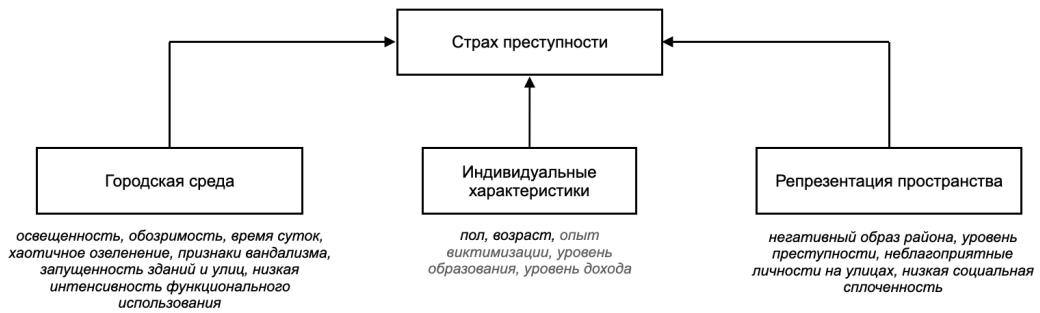 Страх преступности
Городская среда
Индивидуальные
характеристики
Репрезентация пространства
освещенность, обозримость, время суток,
хаотичное озеленение, признаки вандализма,
запущенность зданий и улиц, низкая
интенсивность функционального
использования
пол, возраст, опыт
виктимизации, уровень
образования, уровень дохода
негативный образ района, уровень
преступности, неблагоприятные
личности на улицах, низкая социальная
сплоченность